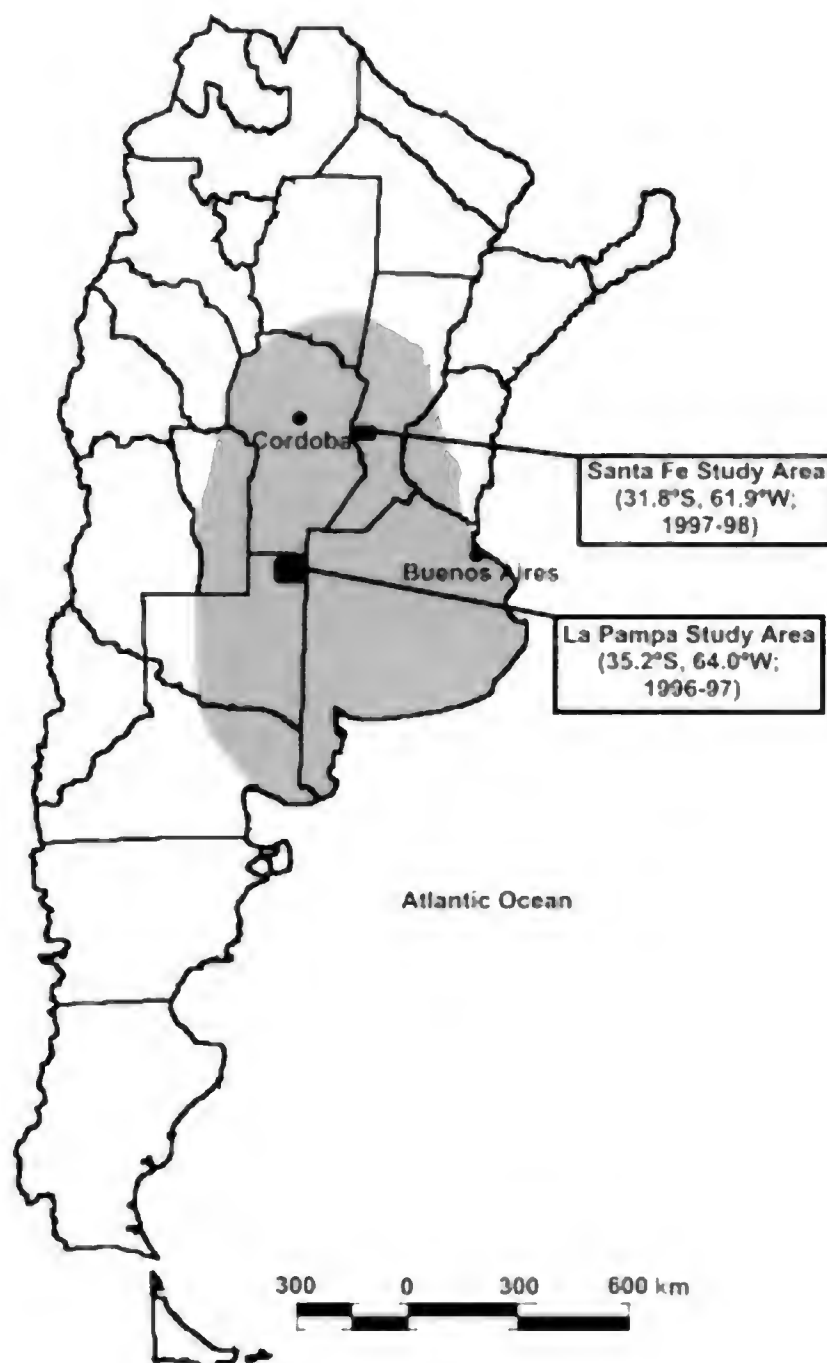 Cordoba
Santa Fe Study Area
(31.8°S, 61.9°W;
1997-98)
Buenos Aires
La Pampa Study Area
(35.2°S, 64.0°W;
1996-97)
Atlantic Ocean
300 0 300 600 km